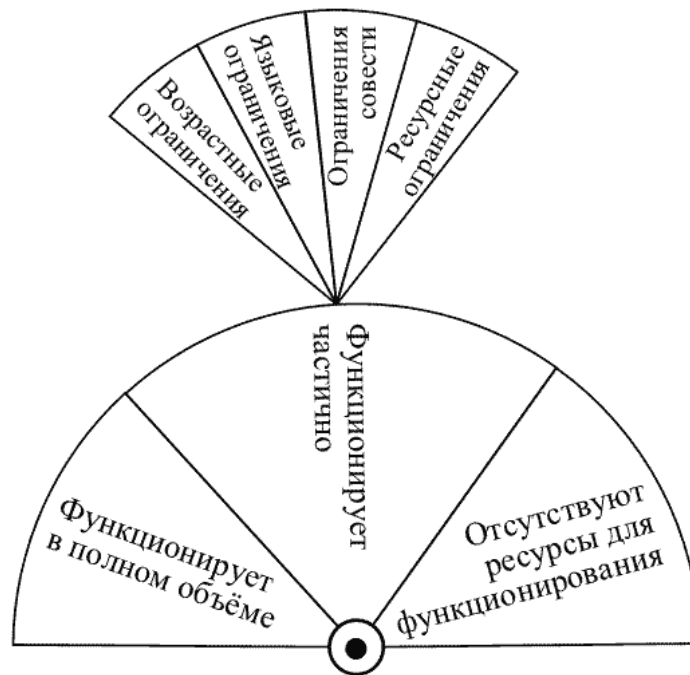 Возрастные
ограничения
Языковые
ограничения
Ограничения
совести
Ресурсные
ограничения
Функционирует
частично
Функционирует
в полном объёме
Отсутствуют
ресурсы для
функционирования